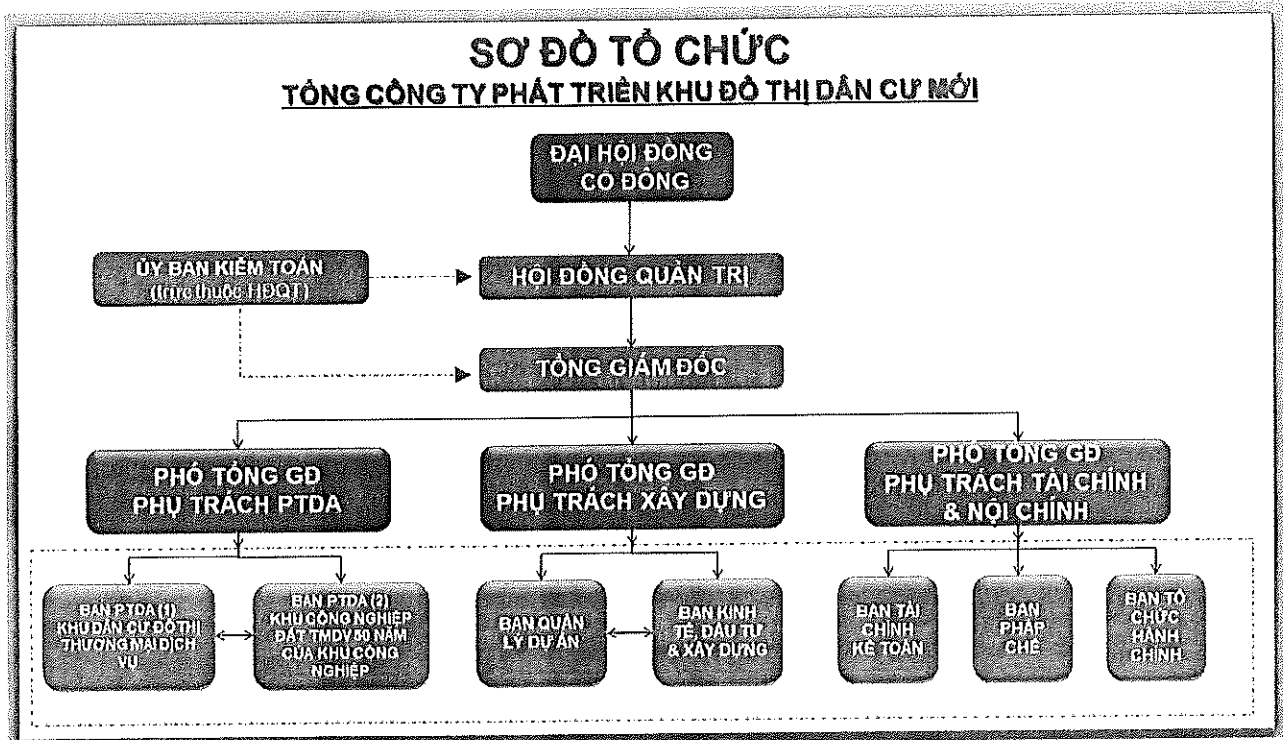 SƠ ĐỒ TỔ CHỨC
TỔNG CÔNG TY PHÁT TRIỂN KHU ĐÔ THỊ DÂN CƯ MỚI
ĐẠI HỘI ĐỒNG
CỔ ĐÔNG
ỦY BAN KIỂM TOÁN
(trực thuộc HĐQT)
HỘI ĐỒNG QUẢN TRỊ
TỔNG GIÁM ĐỐC
PHÓ TỔNG GĐ
PHỤ TRÁCH PTDA
PHÓ TỔNG GĐ
PHỤ TRÁCH XÂY DỰNG
PHÓ TỔNG GĐ
PHỤ TRÁCH TÀI CHÍNH
& NỘI CHÍNH
BAN PTDA (1)
KHU DÂN CƯ ĐÔ THỊ
THƯƠNG MẠI DỊCH
VỤ
BAN PTDA (2)
KHU CÔNG NGHIỆP
ĐẤT TMDV 50 NĂM
CỦA KHU CÔNG
NGHIỆP
BAN QUẢN
LÝ DỰ ÁN
BAN KINH
TẾ, ĐẦU TƯ
& XÂY DỰNG
BAN TÀI
CHÍNH
KẾ TOÁN
BAN
PHÁP
CHẾ
BAN TỔ
CHỨC
HÀNH
CHÍNH